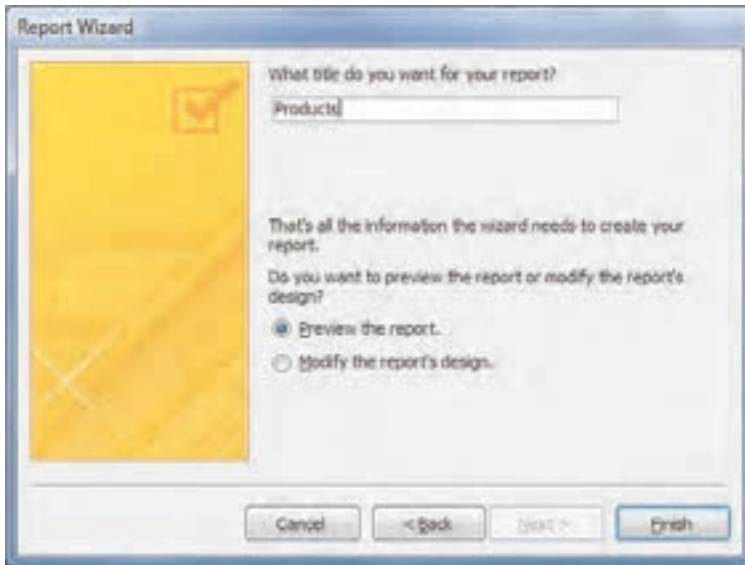 Report Wizard
What title do you want for your report?
Products
That's all the information the wizard needs to create your
report.
Do you want to preview the report or modify the report's
design?
Preview the report.
Modify the report's design.
Cancel
< Back
Next >
Finish